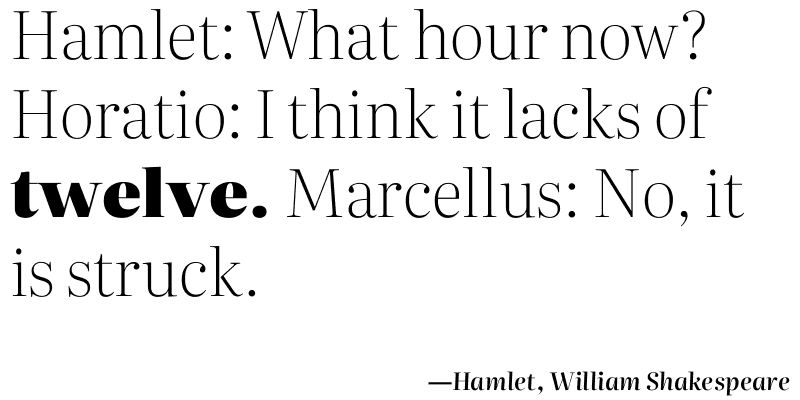 Hamlet: What hour now?
Horatio: I think it lacks of
twelve. Marcellus: No, it
is struck.
—Hamlet, William Shakespeare